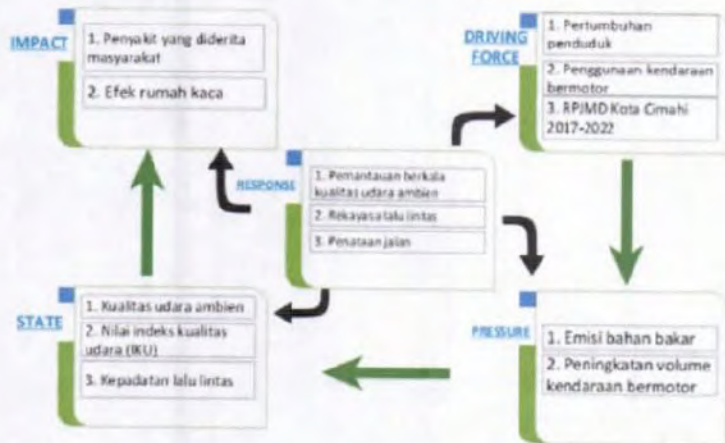 IMPACT
1. Penyakit yang diderita
masyarakat
2. Efek rumah kaca
DRIVING
FORCE
1. Pertumbuhan
penduduk
2. Penggunaan kendaraan
bermotor
3. RPJMD Kota Cimahi
2017-2022
RESPONSE
1. Pemantauan berkala
kualitas udara ambien
2. Rekayasa lalu lintas
3. Penataan jalan
STATE
1. Kualitas udara ambien
2. Nilai indeks kualitas
udara (IKU)
3. Kepadatan lalu lintas
PRESSURE
1. Emisi bahan bakar
2. Peningkatan volume
kendaraan bermotor